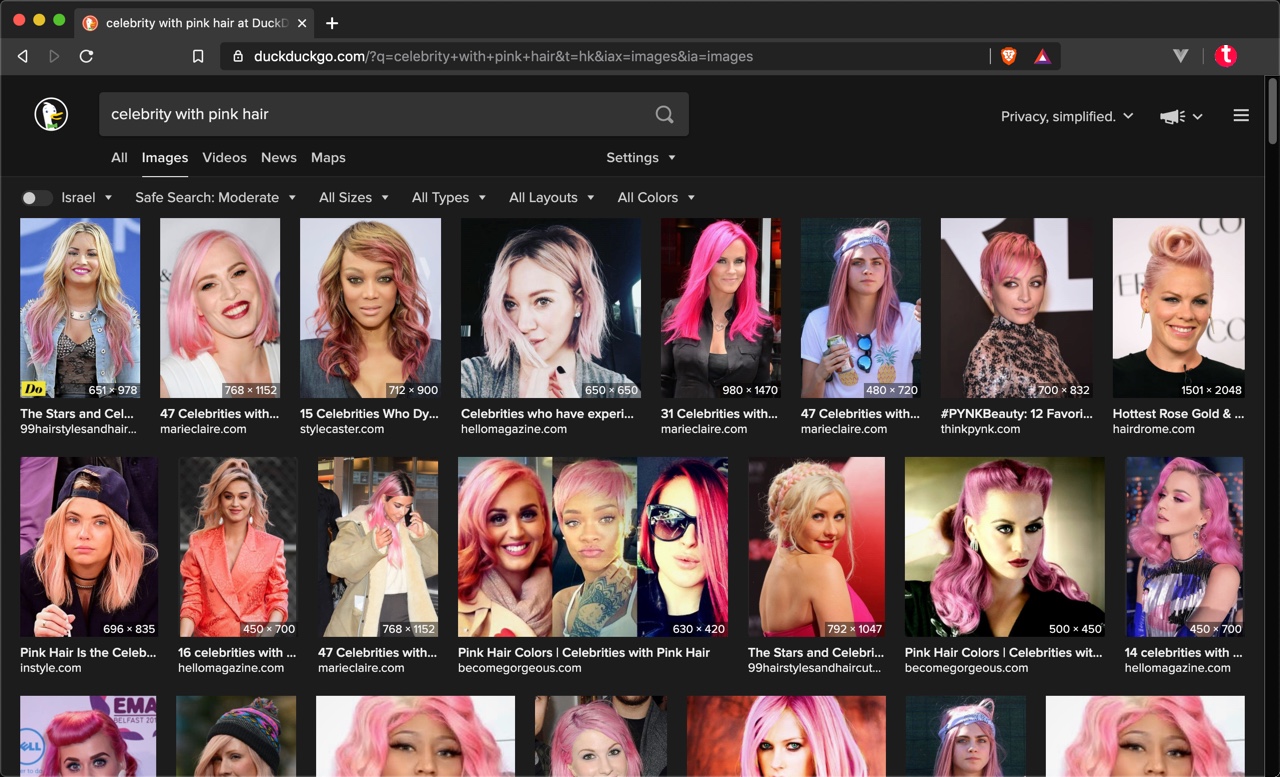 celebrity with pink hair at DuckD
duckduckgo.com/?q=celebrity+with+pink+hair&t=hk&iax=images&ia=images
t
celebrity with pink hair
Privacy, simplified.
All Images Videos News Maps
Settings
Israel Safe Search: Moderate All Sizes All Types All Layouts All Colors
Do
651 × 978
768 × 1152
712 × 900
650 × 650
980 × 1470
480 × 720
700 × 832
1501 × 2048
The Stars and Cel...
99hairstylesandhair...
47 Celebrities with...
marieclaire.com
15 Celebrities Who Dy...
stylecaster.com
Celebrities who have experi...
hellomagazine.com
31 Celebrities with...
marieclaire.com
47 Celebrities with...
marieclaire.com
#PYNKBeauty: 12 Favori...
thinkpynk.com
Hottest Rose Gold & ...
hairdrome.com
696 × 835
450 × 700
768 × 1152
630 × 420
792 × 1047
500 × 450
450 × 700
Pink Hair Is the Celeb...
instyle.com
16 celebrities with ...
hellomagazine.com
47 Celebrities with...
marieclaire.com
Pink Hair Colors | Celebrities with Pink Hair
becomegorgeous.com
The Stars and Celebri...
99hairstylesandhaircut...
Pink Hair Colors | Celebrities wit...
becomegorgeous.com
14 celebrities with ...
hellomagazine.com
EMA
BELFAST 201
DELL